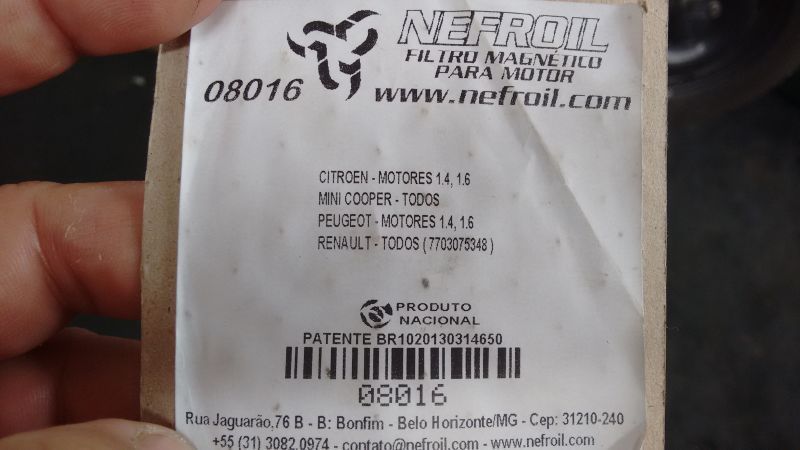 NEFROIL
FILTRO MAGNÉTICO
PARA MOTOR
08016
www.nefroil.com
CITROEN - MOTORES 1.4, 1.6
MINI COOPER - TODOS
PEUGEOT - MOTORES 1.4, 1.6
RENAULT - TODOS ( 7703075348 )
PRODUTO
NACIONAL
PATENTE BR1020130314650
08016
Rua Jaguarão,76 B - B: Bonfim - Belo Horizonte/MG - Cep: 31210-240
+55 (31) 3082.0974 - contato@nefroil.com - www.nefroil.com